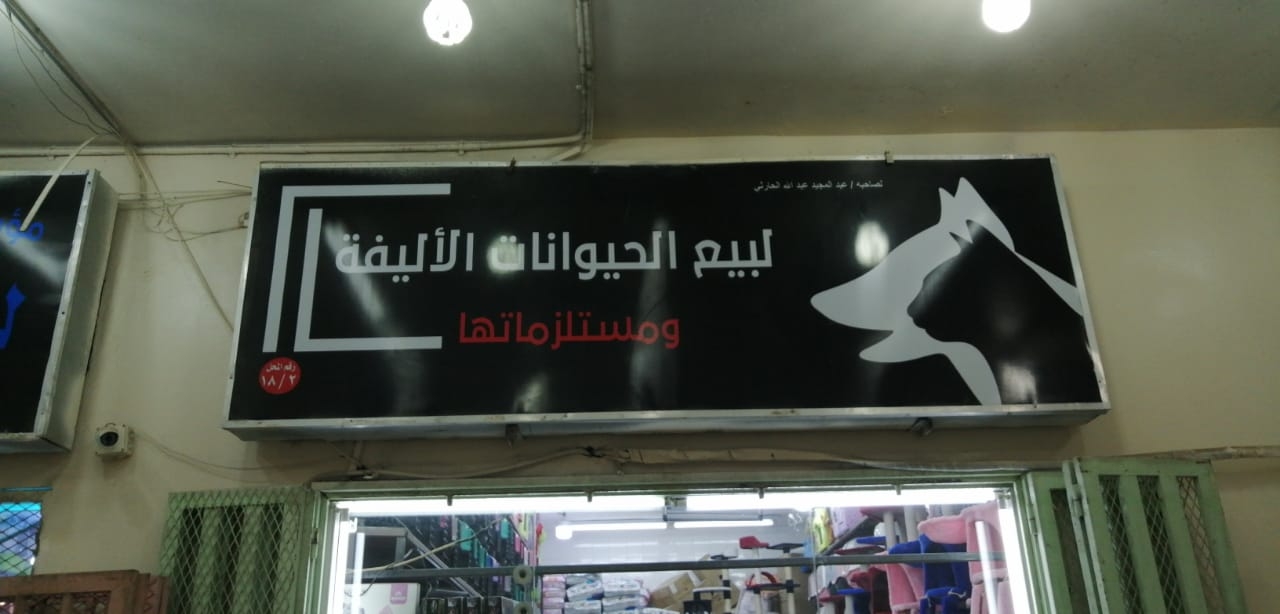 لصاحبه / عبد المجيد عبد الله الحارثي
لبيع الحيوانات الأليفة
ومستلزماتها
رقم المحل
١٨/٢